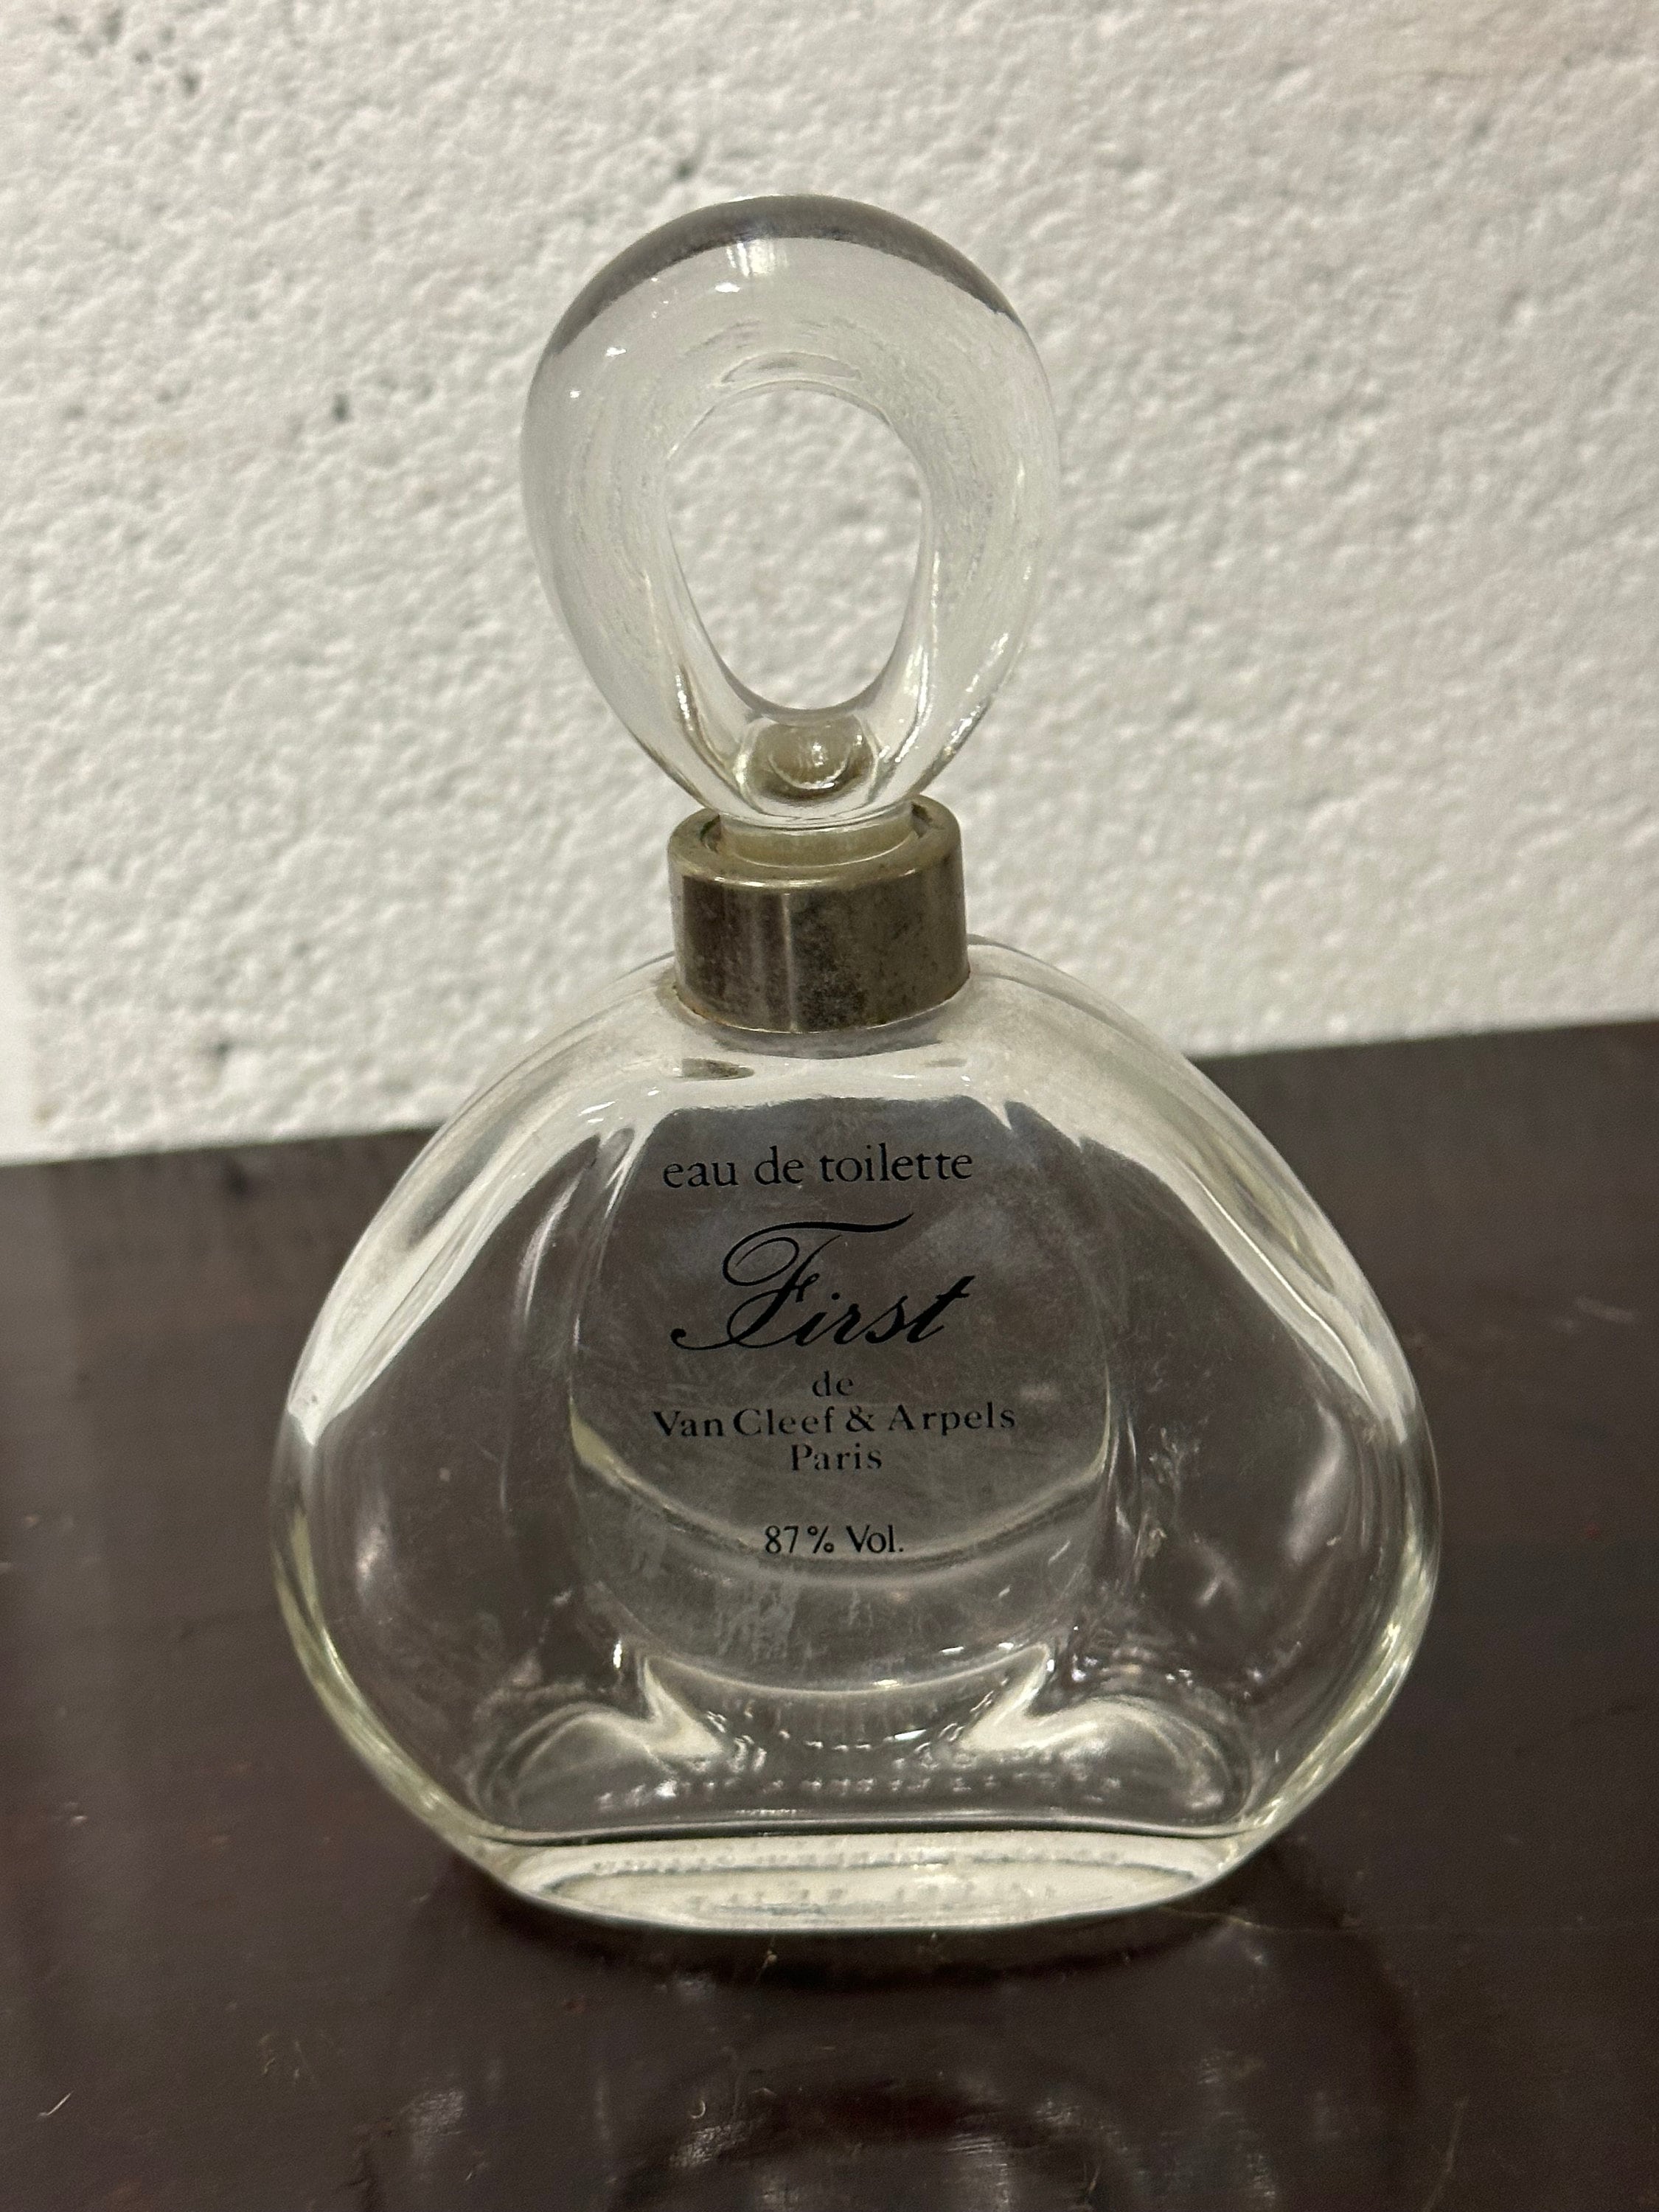 eau de toilette
First
de
Van Cleef & Arpels
Paris
87% Vol.